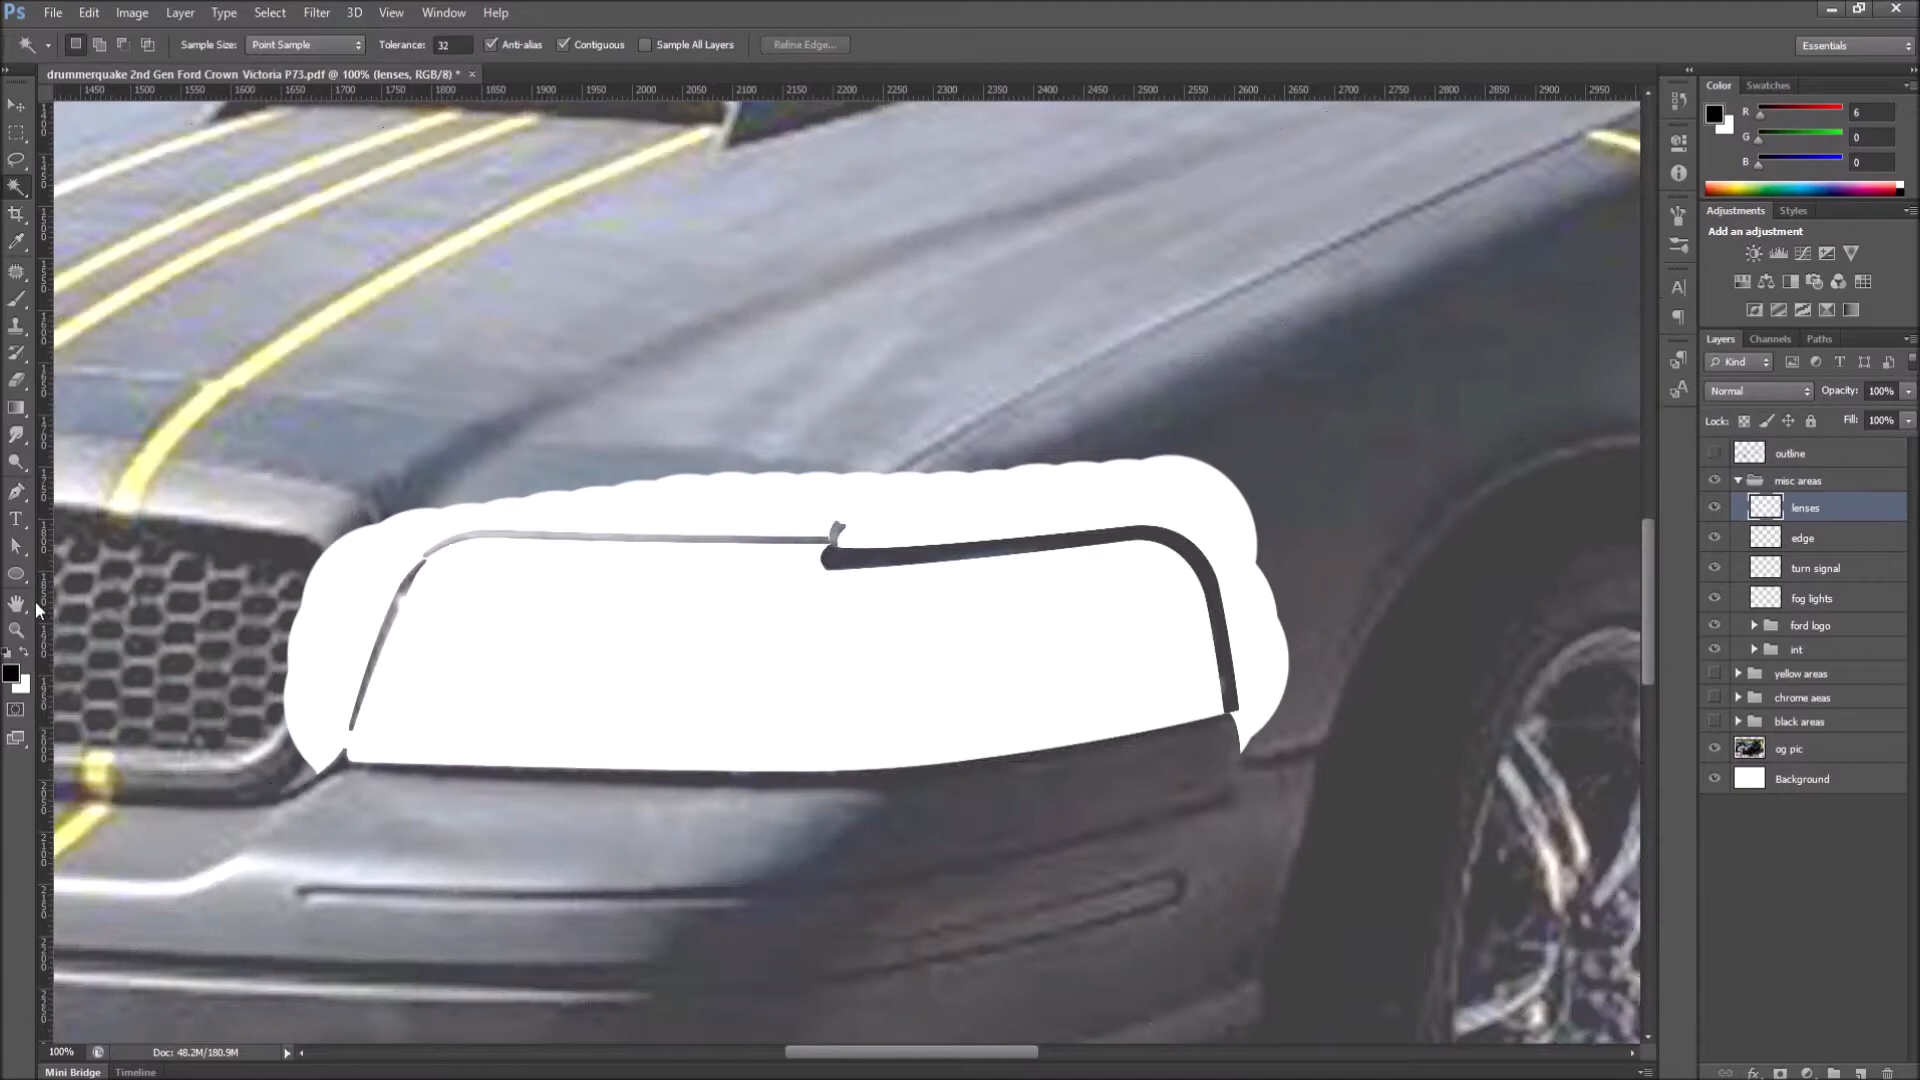 Ps File Edit Image Layer Type Select Filter 3D View Window Help
Sample Size: Point Sample Tolerance: 32 Anti-alias Contiguous Sample All Layers Refine Edge... Essentials
drummerquake 2nd Gen Ford Crown Victoria P73.pdf @ 100% (lenses, RGB/8) * ×
1450 1500 1550 1600 1650 1700 1750 1800 1850 1900 1950 2000 2050 2100 2150 2200 2250 2300 2350 2400 2450 2500 2550 2600 2650 2700 2750 2800 2850 2900 2950
Color Swatches
R 6
G 0
B 0
Adjustments Styles
Add an adjustment
Layers Channels Paths
Kind
Normal Opacity: 100%
Lock: Fill: 100%
outline
misc areas
lenses
edge
turn signal
fog lights
ford logo
int
yellow areas
chrome aeas
black areas
og pic
Background
100% Doc: 48.2M/180.9M
Mini Bridge Timeline